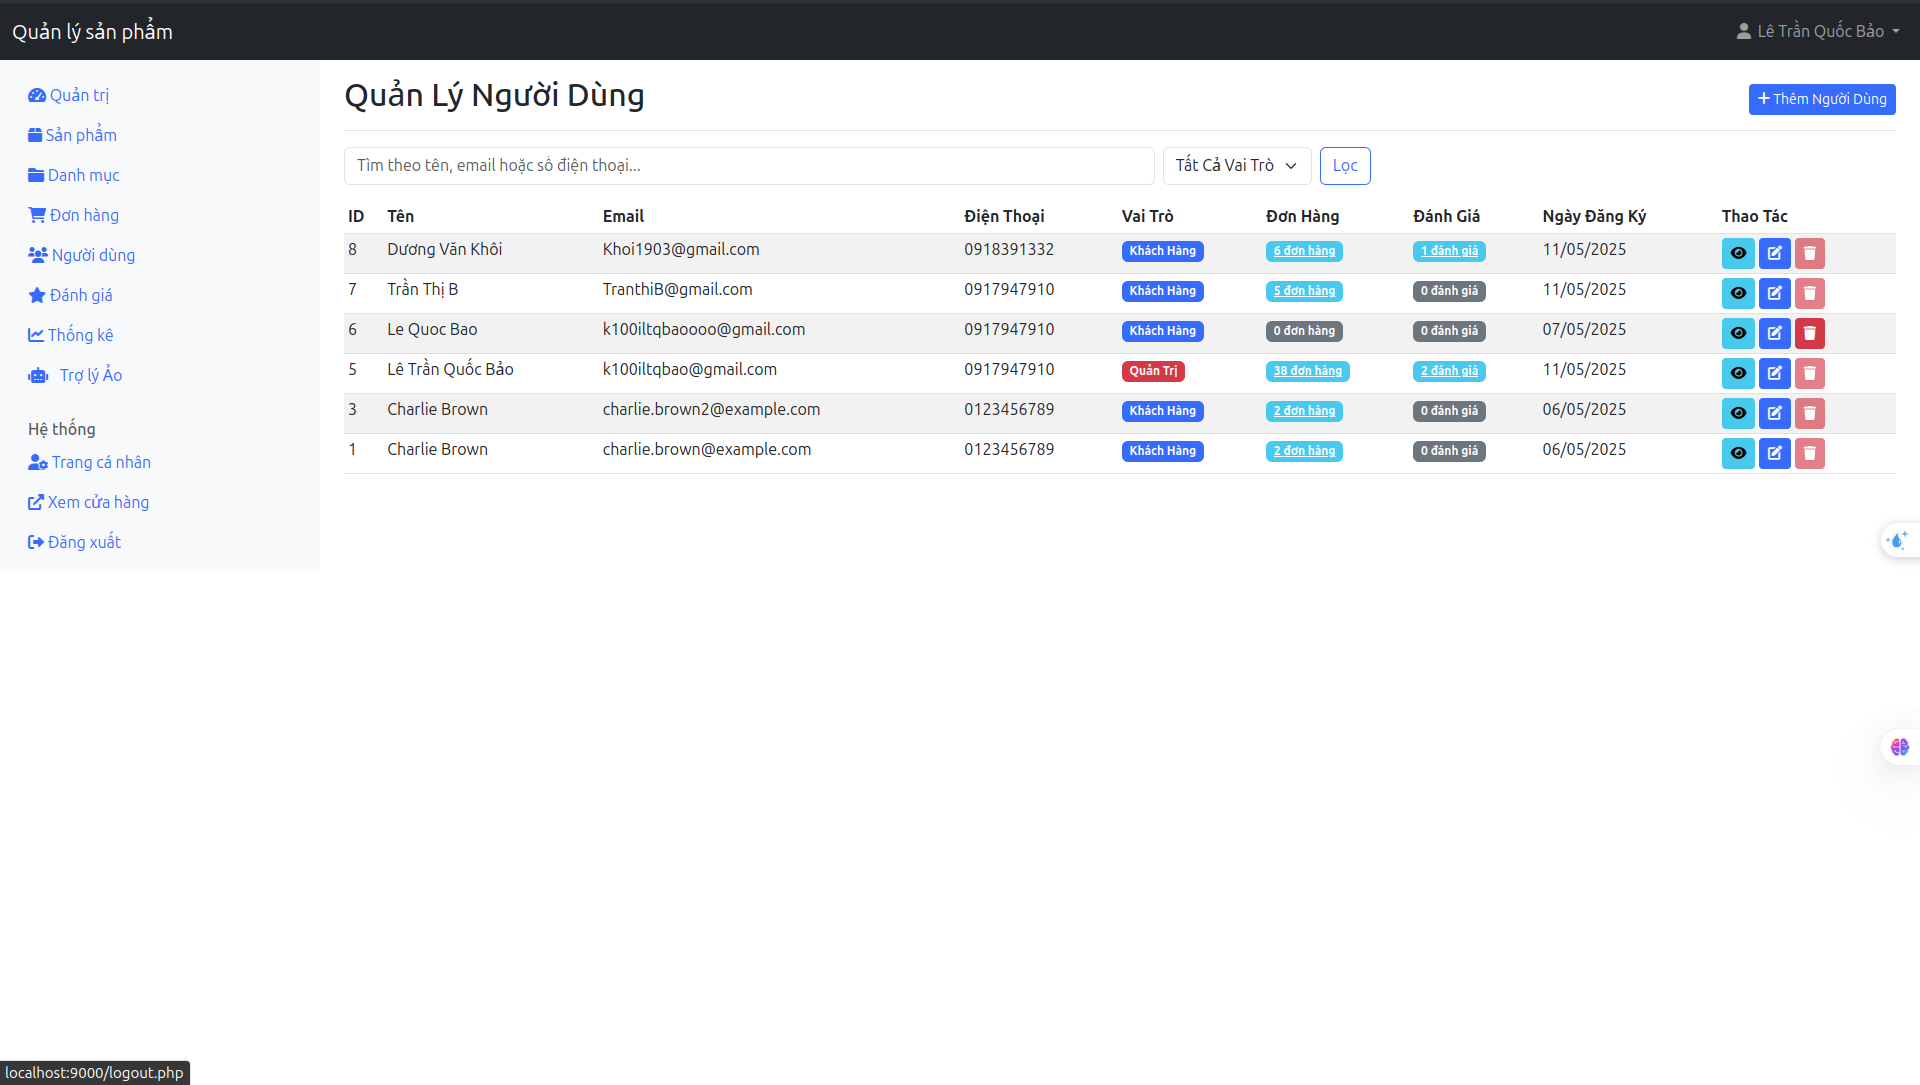 Quản lý sản phẩm
Lê Trần Quốc Bảo
Quản trị
Sản phẩm
Danh mục
Đơn hàng
Người dùng
Đánh giá
Thống kê
Trợ lý Ảo
Hệ thống
Trang cá nhân
Xem cửa hàng
Đăng xuất
Quản Lý Người Dùng
Thêm Người Dùng
Tìm theo tên, email hoặc số điện thoại...
Tất Cả Vai Trò
Lọc
ID Tên Email Điện Thoại Vai Trò Đơn Hàng Đánh Giá Ngày Đăng Ký Thao Tác
8 Dương Văn Khôi Khoi1903@gmail.com 0918391332 Khách Hàng 6 đơn hàng 1 đánh giá 11/05/2025
7 Trần Thị B TranthiB@gmail.com 0917947910 Khách Hàng 5 đơn hàng 0 đánh giá 11/05/2025
6 Le Quoc Bao k100iltqbaoooo@gmail.com 0917947910 Khách Hàng 0 đơn hàng 0 đánh giá 07/05/2025
5 Lê Trần Quốc Bảo k100iltqbao@gmail.com 0917947910 Quản Trị 38 đơn hàng 2 đánh giá 11/05/2025
3 Charlie Brown charlie.brown2@example.com 0123456789 Khách Hàng 2 đơn hàng 0 đánh giá 06/05/2025
1 Charlie Brown charlie.brown@example.com 0123456789 Khách Hàng 2 đơn hàng 0 đánh giá 06/05/2025
localhost:9000/logout.php